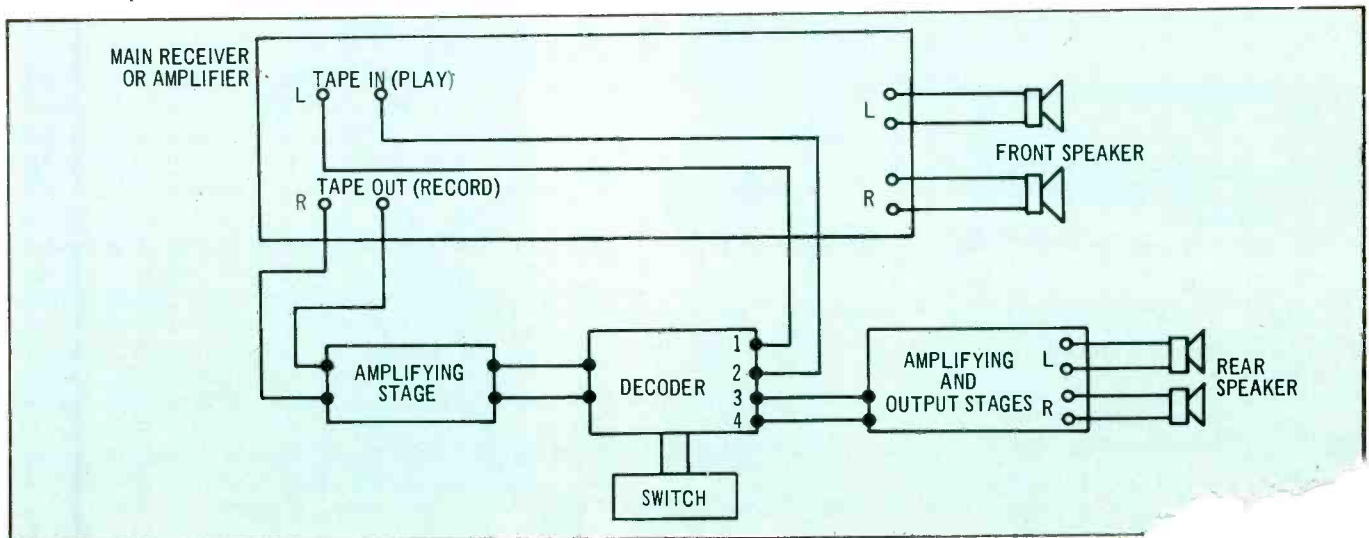 MAIN RECEIVER
OR AMPLIFIER
TAPE IN (PLAY)
L
TAPE OUT (RECORD)
R
L
FRONT SPEAKER
R
AMPLIFYING
STAGE
DECODER
1
2
3
4
SWITCH
AMPLIFYING
AND
OUTPUT STAGES
L
R
REAR
SPEAKER